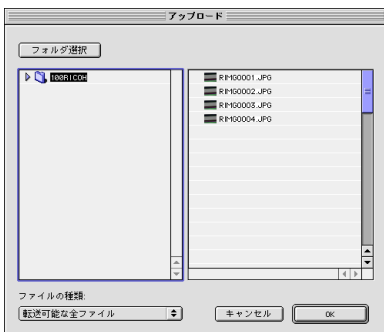 アップロード
フォルダ選択
100RICOH
RIMG0001.JPG
RIMG0002.JPG
RIMG0003.JPG
RIMG0004.JPG
ファイルの種類:
転送可能な全ファイル
キャンセル
OK